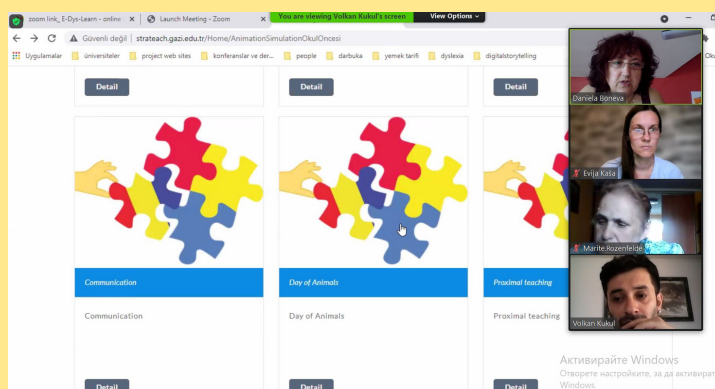 zoom link_ E-Dys-Learn - online
Launch Meeting - Zoom
You are viewing Volkan Kukul's screen
View Options
Güvenli değil | strateach.gazi.edu.tr/Home/AnimationSimulationOkulOncesi
Uygulamalar
üniversiteler
project web sites
konferanslar ve der...
people
darbuka
yemek tarifi
dyslexia
digitalstorytelling
Oku
Detail
Detail
Detail
Daniela Boneva
Evija Kaša
Marite.Rozenfelde
Volkan Kukul
Communication
Day of Animals
Proximal teaching
Communication
Day of Animals
Proximal teaching
Detail
Detail
Detail
Активирайте Windows
Отворете настройките, за да активират
Windows.